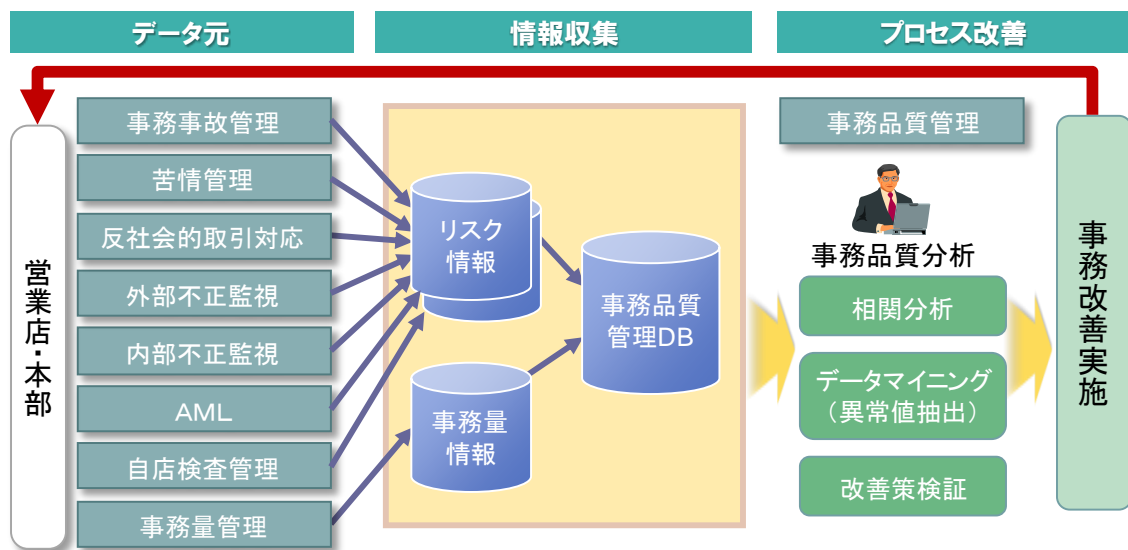 データ元
情報収集
プロセス改善
営業店・本部
事務事故管理
苦情管理
反社会的取引対応
外部不正監視
内部不正監視
AML
自店検査管理
事務量管理
リスク
情報
事務量
情報
事務品質
管理DB
事務品質管理
事務品質分析
相関分析
データマイニング
（異常値抽出）
改善策検証
事務改善実施